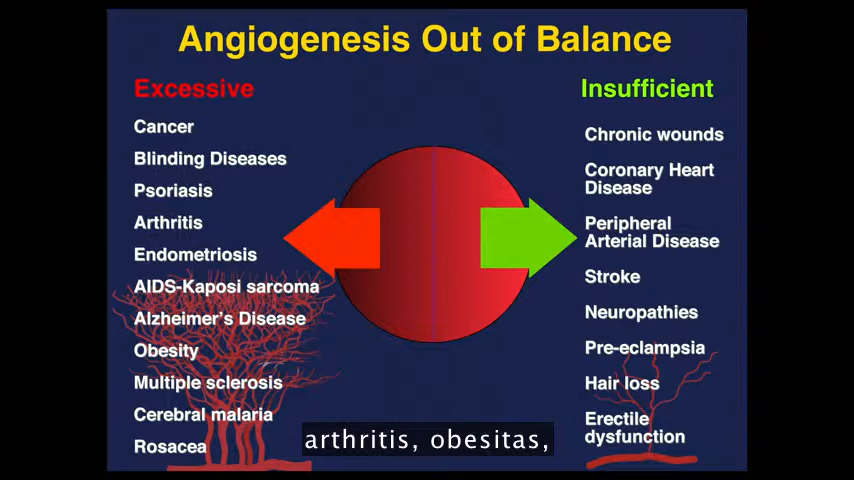 Angiogenesis Out of Balance
Excessive
Cancer
Blinding Diseases
Psoriasis
Arthritis
Endometriosis
AIDS-Kaposi sarcoma
Alzheimer's Disease
Obesity
Multiple sclerosis
Cerebral malaria
Rosacea
Insufficient
Chronic wounds
Coronary Heart
Disease
Peripheral
Arterial Disease
Stroke
Neuropathies
Pre-eclampsia
Hair loss
Erectile
dysfunction
arthritis, obesitas,